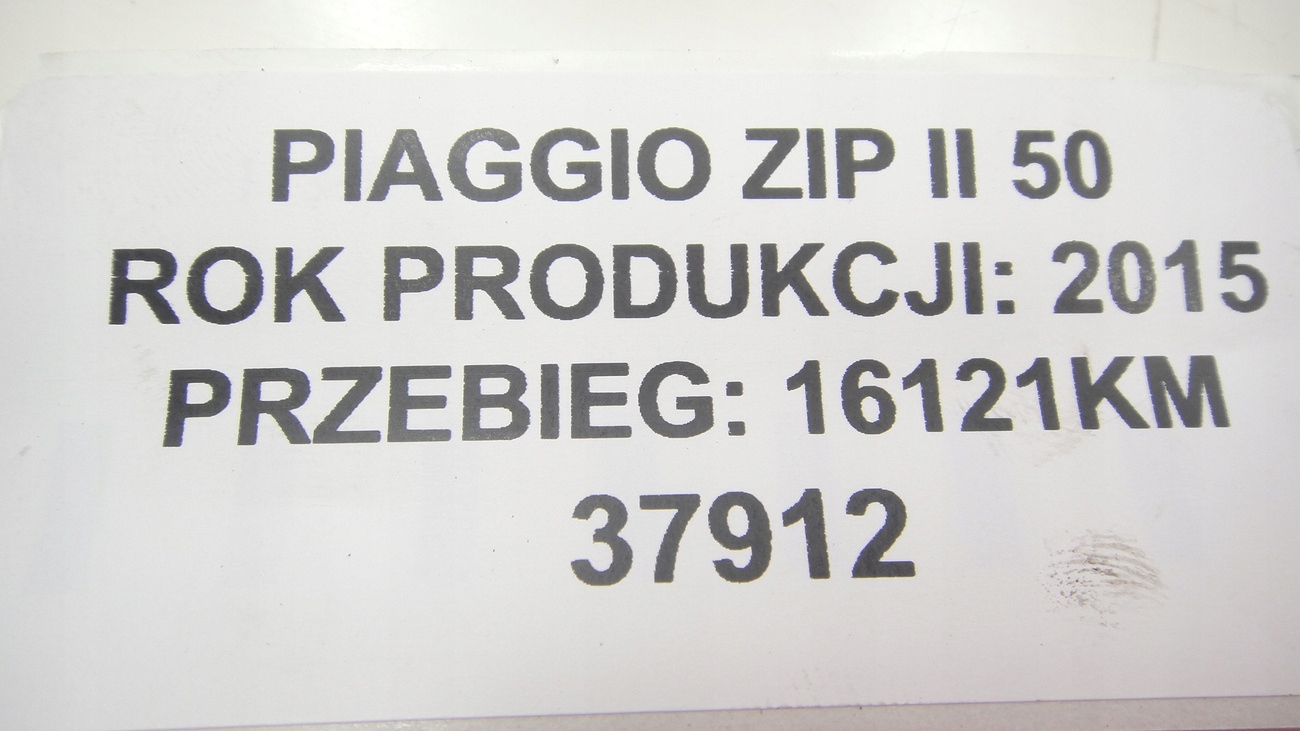 PIAGGIO ZIP II 50
ROK PRODUKCJI: 2015
PRZEBIEG: 16121KM
37912